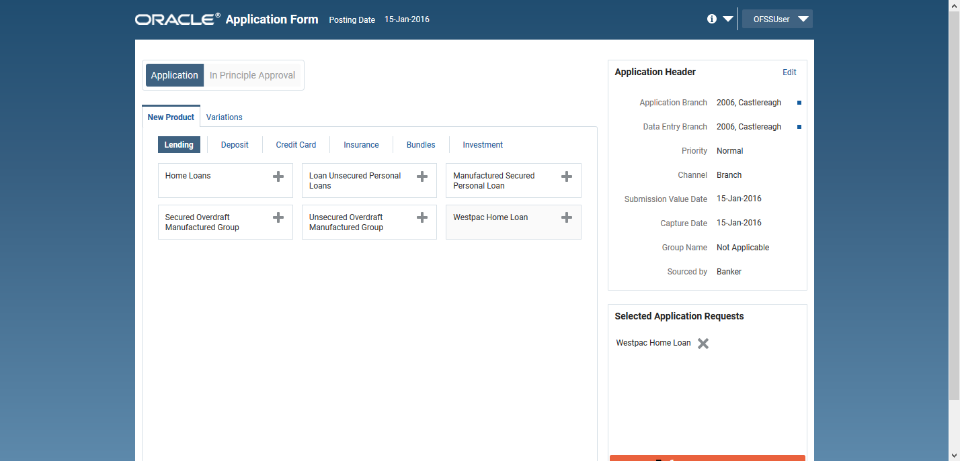 ORACLE® Application Form Posting Date 15-Jan-2016
OFSSUser
Application In Principle Approval
New Product Variations
Lending Deposit Credit Card Insurance Bundles Investment
Home Loans
Loan Unsecured Personal
Loans
Manufactured Secured
Personal Loan
Secured Overdraft
Manufactured Group
Unsecured Overdraft
Manufactured Group
Westpac Home Loan
Application Header Edit
Application Branch 2006, Castlereagh
Data Entry Branch 2006, Castlereagh
Priority Normal
Channel Branch
Submission Value Date 15-Jan-2016
Capture Date 15-Jan-2016
Group Name Not Applicable
Sourced by Banker
Selected Application Requests
Westpac Home Loan